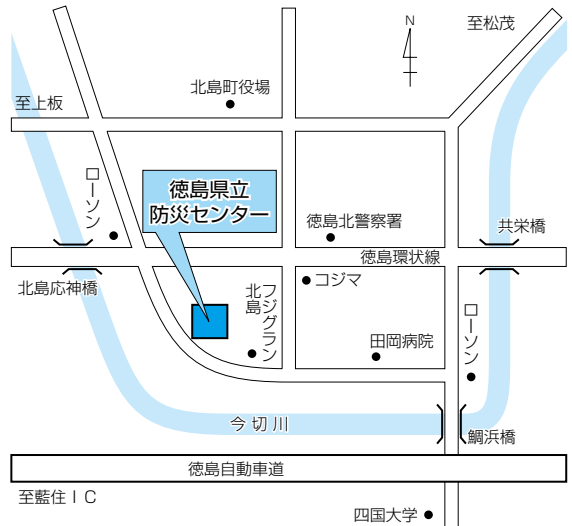 N
至松茂
北島町役場
至上板
ローソン
徳島県立
防災センター
徳島北警察署
共栄橋
徳島環状線
北島応神橋
コジマ
フジグラン
北島
ローソン
田岡病院
今切川
鯛浜橋
徳島自動車道
至藍住IC
四国大学